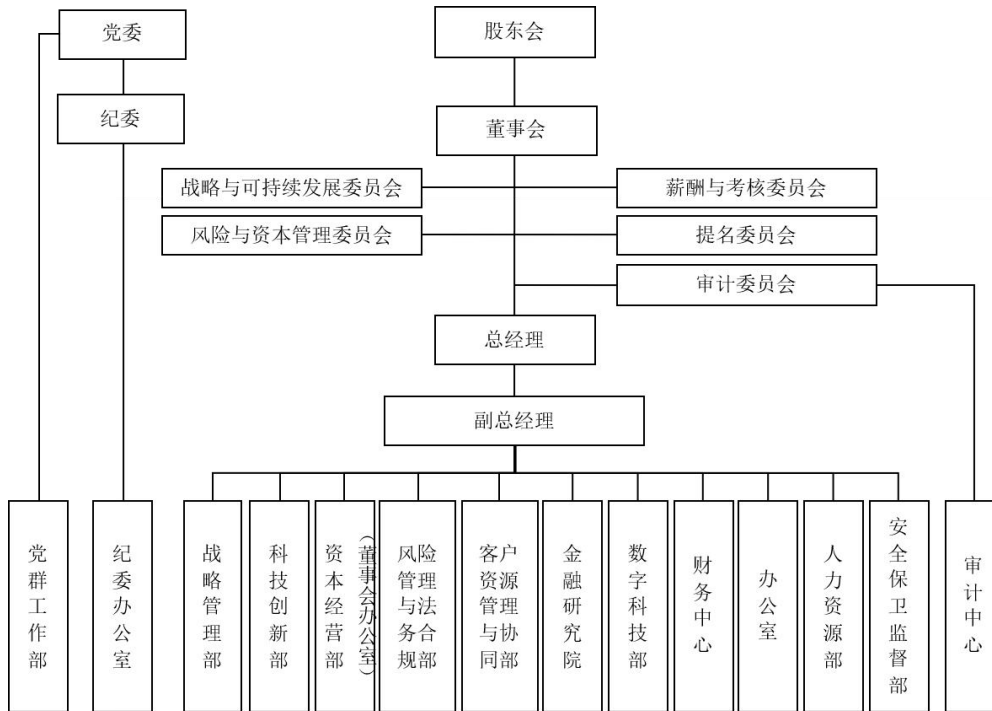 党委
股东会
纪委
董事会
战略与可持续发展委员会
薪酬与考核委员会
风险与资本管理委员会
提名委员会
审计委员会
总经理
副总经理
党群工作部
纪委办公室
战略管理部
科技创新部
资本经营部
（董事会办公室）
风险管理与法务合规部
客户资源管理与协同部
金融研究院
数字科技部
财务中心
办公室
人力资源部
安全保卫监督部
审计中心